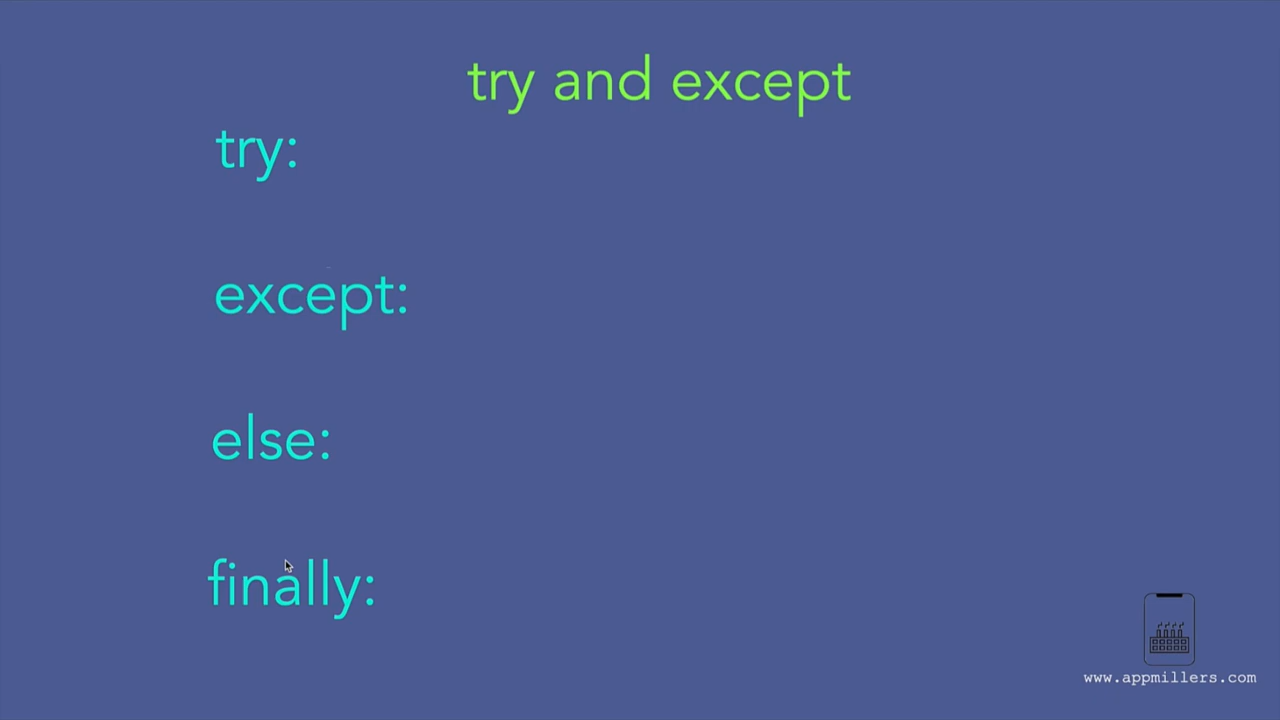 try and except
try:
except:
else:
finally:
www.appmillers.com